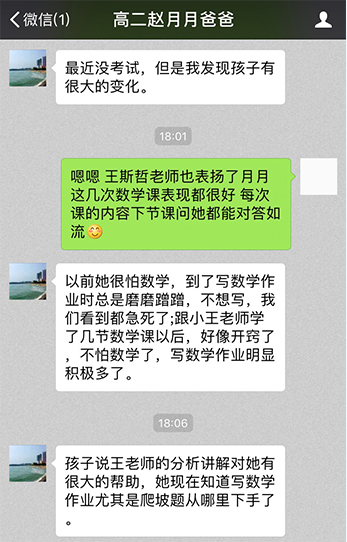 微信(1)
高二赵月月爸爸
最近没考试，但是我发现孩子有
很大的变化。
18:01
嗯嗯 王斯哲老师也表扬了月月
这几次数学课表现都很好 每次
课的内容下节课问她都能对答如
流
以前她很怕数学，到了写数学作
业时总是磨磨蹭蹭，不想写，我
们看到都急死了;跟小王老师学
了几节数学课以后，好像开窍了
，不怕数学了，写数学作业明显
积极多了。
18:06
孩子说王老师的分析讲解对她有
很大的帮助，她现在知道写数学
作业尤其是爬坡题从哪里下手了
。